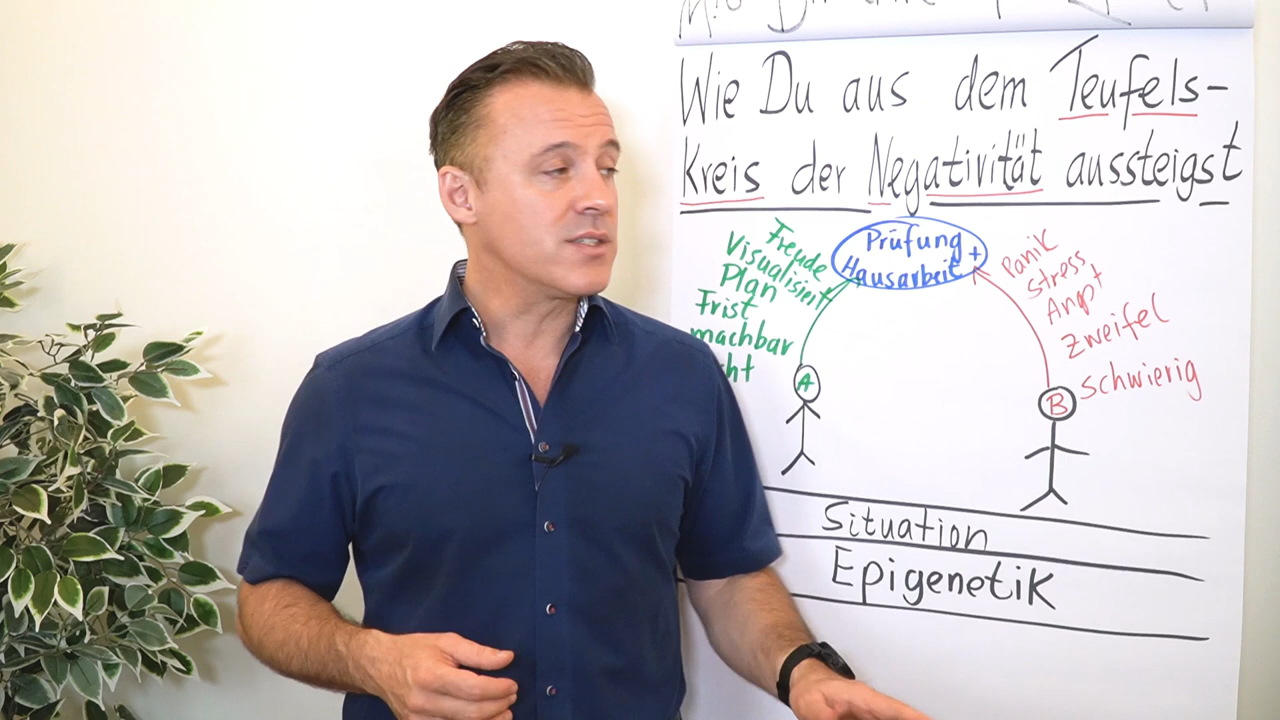 Wie Du aus dem Teufels-
Kreis der Negativität aussteigst
Prüfung +
Hausarbeit
Freude
Visualisiert
Plan
Frist
machbar
Panik
Stress
Angst
Zweifel
schwierig
A
B
Situation
Epigenetik